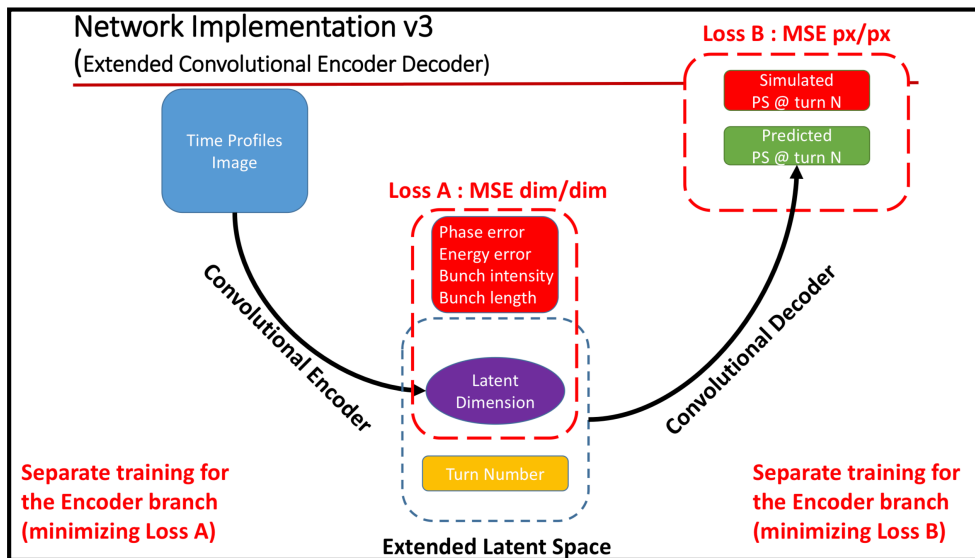 Network Implementation v3
(Extended Convolutional Encoder Decoder)
Loss B : MSE px/px
Simulated
PS @ turn N
Predicted
PS @ turn N
Time Profiles
Image
Loss A : MSE dim/dim
Phase error
Energy error
Bunch intensity
Bunch length
Convolutional Encoder
Latent
Dimension
Convolutional Decoder
Turn Number
Separate training for
the Encoder branch
(minimizing Loss A)
Separate training for
the Encoder branch
(minimizing Loss B)
Extended Latent Space